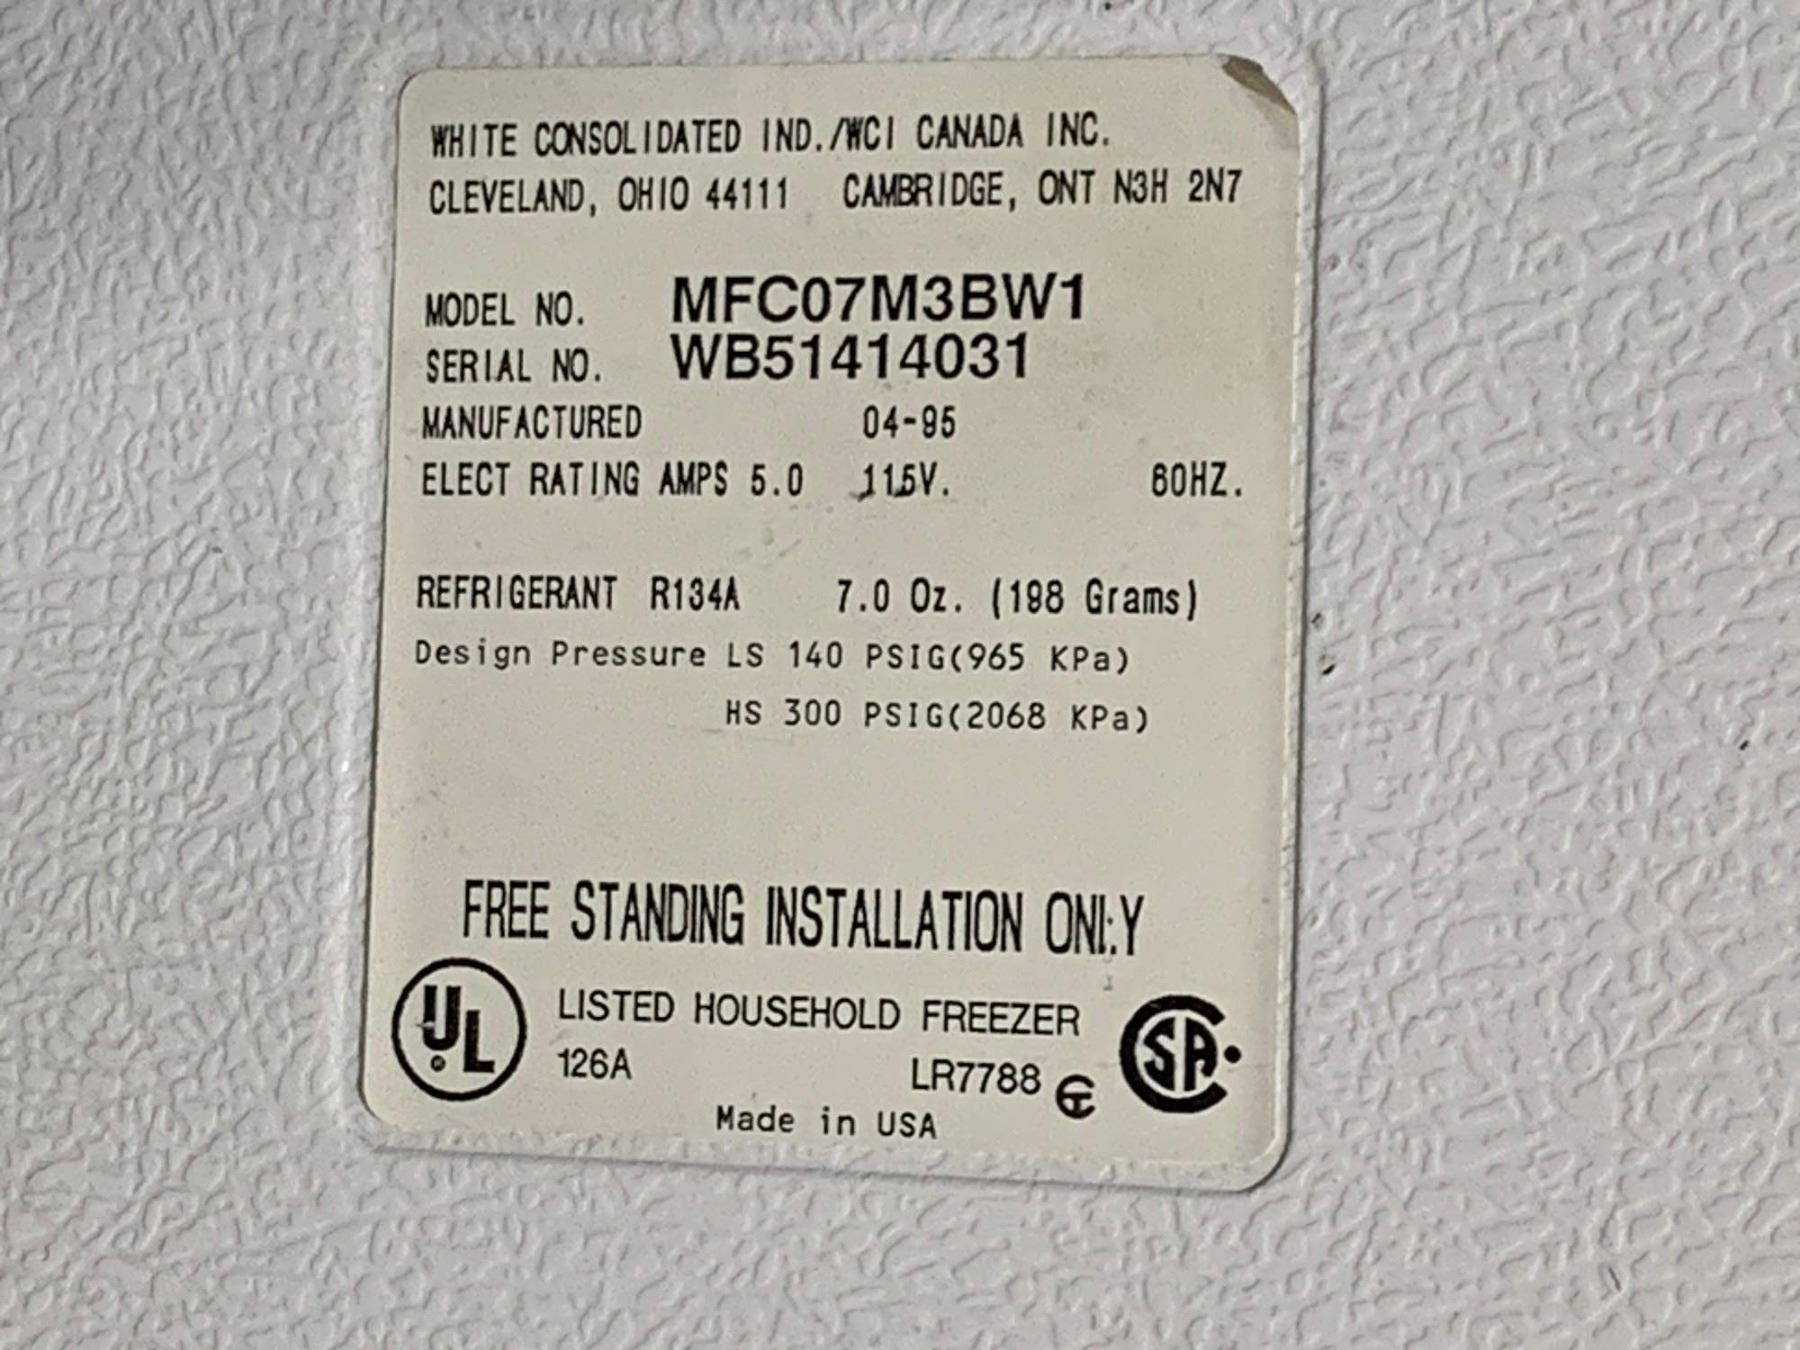 WHITE CONSOLIDATED IND./WCI CANADA INC.
CLEVELAND, OHIO 44111 CAMBRIDGE, ONT N3H 2N7
MODEL NO. MFC07M3BW1
SERIAL NO. WB51414031
MANUFACTURED 04-95
ELECT RATING AMPS 5.0 115V. 60HZ.
REFRIGERANT R134A 7.0 Oz. (198 Grams)
Design Pressure LS 140 PSIG(965 KPa)
HS 300 PSIG(2068 KPa)
FREE STANDING INSTALLATION ONLY
UL LISTED HOUSEHOLD FREEZER
126A LR7788
SA
Made in USA